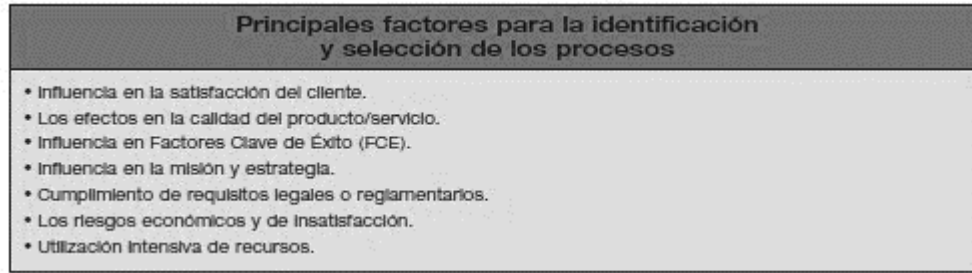 Principales factores para la identificación
y selección de los procesos
• Influencia en la satisfacción del cliente.
• Los efectos en la calidad del producto/servicio.
• Influencia en Factores Clave de Éxito (FCE).
• Influencia en la misión y estrategia.
• Cumplimiento de requisitos legales o reglamentarios.
• Los riesgos económicos y de insatisfacción.
• Utilización intensiva de recursos.